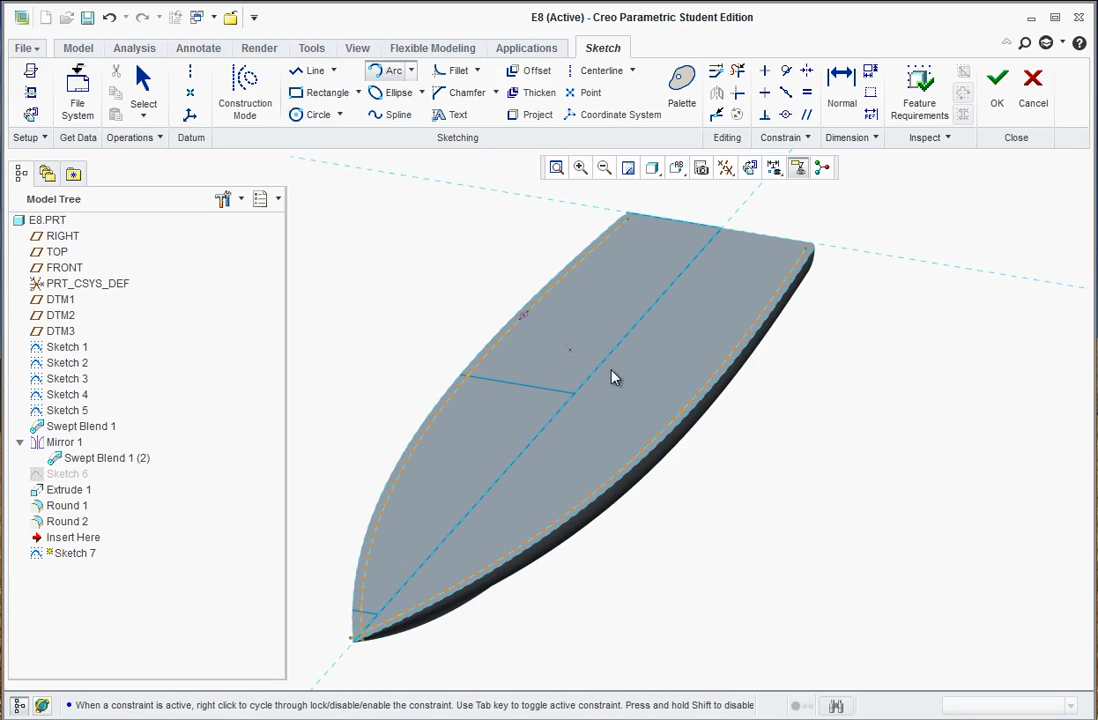 E8 (Active) - Creo Parametric Student Edition
File Model Analysis Annotate Render Tools View Flexible Modeling Applications Sketch
Line Arc Fillet Offset Centerline
Rectangle Ellipse Chamfer Thicken Point
Circle Spline Text Project Coordinate System
File System Select Construction Mode Palette Normal Feature Requirements OK Cancel
Setup Get Data Operations Datum Sketching Editing Constrain Dimension Inspect Close
Model Tree
E8.PRT
RIGHT
TOP
FRONT
PRT_CSYS_DEF
DTM1
DTM2
DTM3
Sketch 1
Sketch 2
Sketch 3
Sketch 4
Sketch 5
Swept Blend 1
Mirror 1
Swept Blend 1 (2)
Sketch 6
Extrude 1
Round 1
Round 2
Insert Here
Sketch 7
When a constraint is active, right click to cycle through lock/disable/enable the constraint. Use Tab key to toggle active constraint. Press and hold Shift to disable